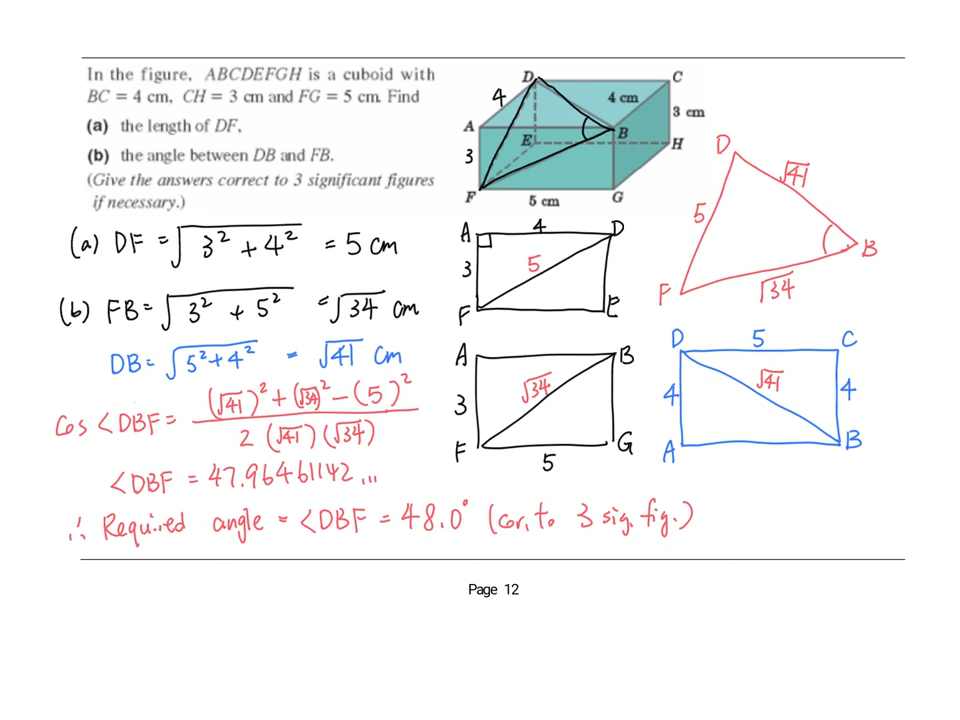 In the figure, ABCDEFGH is a cuboid with
BC = 4 cm, CH = 3 cm and FG = 5 cm. Find
(a) the length of DF,
(b) the angle between DB and FB.
(Give the answers correct to 3 significant figures
if necessary.)
D
C
4
4 cm
3 cm
A
B
E
H
3
F
5 cm
G
D
√41
5
B
F
√34
(a) DF = √3² + 4² = 5 cm
A
4
D
3
5
F
E
(b) FB = √3² + 5² = √34 cm
DB = √5² + 4² = √41 cm
A
B
3
√34
F
5
G
D
5
C
4
√41
4
A
B
Cos ∠DBF = (√41)² + (√34)² − (5)²
2 (√41) (√34)
∠DBF = 47.96461142...
∴ Required angle = ∠DBF = 48.0° (cor. to 3 sig. fig.)
Page 12